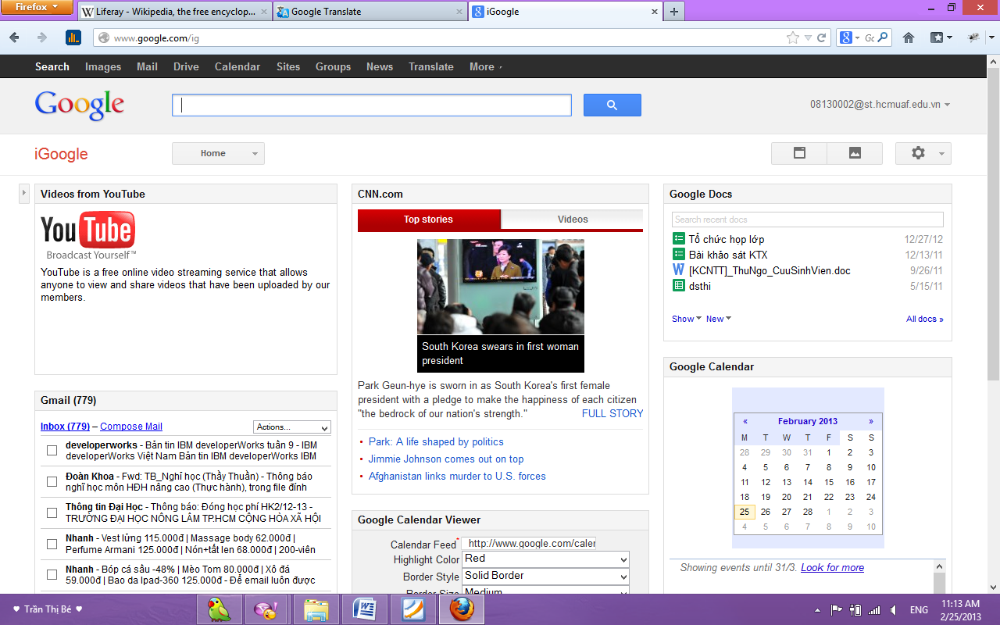 Firefox
Liferay - Wikipedia, the free encyclop...
Google Translate
iGoogle
www.google.com/ig
Search Images Mail Drive Calendar Sites Groups News Translate More
Google
08130002@st.hcmuaf.edu.vn
iGoogle
Home
Videos from YouTube
YouTube
Broadcast Yourself™
YouTube is a free online video streaming service that allows
anyone to view and share videos that have been uploaded by our
members.
Gmail (779)
Inbox (779) – Compose Mail
Actions...
developerworks - Bản tin IBM developerWorks tuần 9 - IBM
developerWorks Việt Nam Bản tin IBM developerWorks IBM
Đoàn Khoa - Fwd: TB_Nghỉ học (Thầy Thuần) - Thông báo
nghỉ học môn HĐH nâng cao (Thực hành), trong file đính
Thông tin Đại Học - Thông báo: Đóng học phí HK2/12-13 -
TRƯỜNG ĐẠI HỌC NÔNG LÂM TP.HCM CỘNG HÒA XÃ HỘI
Nhanh - Vest lửng 115.000đ | Massage body 62.000đ |
Perfume Armani 125.000đ | Nón+tất len 68.000đ | 200-viên
Nhanh - Bóp cá sấu -48% | Mèo Tom 80.000đ | Xô đá
59.000đ | Bao da Ipad-360 125.000đ - Để email luôn được
CNN.com
Top stories
Videos
South Korea swears in first woman
president
Park Geun-hye is sworn in as South Korea's first female
president with a pledge to make the happiness of each citizen
"the bedrock of our nation's strength." FULL STORY
Park: A life shaped by politics
Jimmie Johnson comes out on top
Afghanistan links murder to U.S. forces
Google Calendar Viewer
Calendar Feed* http://www.google.com/caler
Highlight Color Red
Border Style Solid Border
Border Size Medium
Google Docs
Search recent docs
Tổ chức họp lớp 12/27/12
Bài khảo sát KTX 12/13/11
[KCNTT]_ThuNgo_CuuSinhVien.doc 9/26/11
dsthi 5/15/11
Show New All docs »
Google Calendar
« February 2013 »
M T W T F S S
28 29 30 31 1 2 3
4 5 6 7 8 9 10
11 12 13 14 15 16 17
18 19 20 21 22 23 24
25 26 27 28 1 2 3
4 5 6 7 8 9 10
Showing events until 31/3. Look for more
♥ Trần Thị Bé ♥
ENG
11:13 AM
2/25/2013